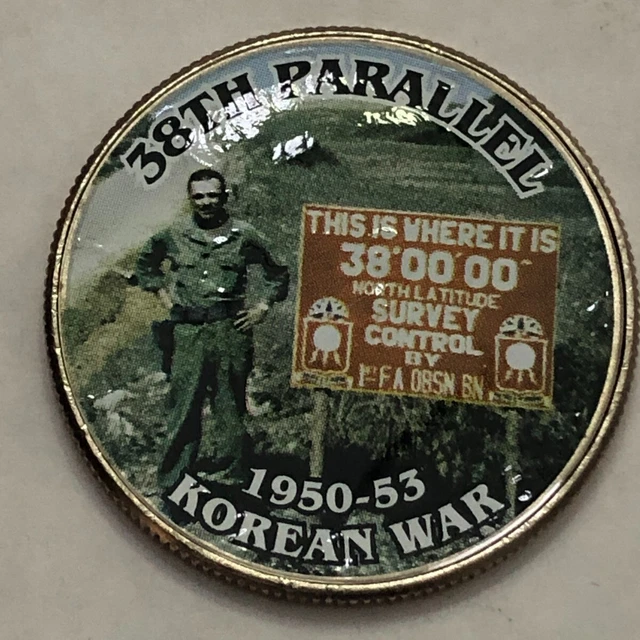 38TH PARALLEL
THIS IS WHERE IT IS
38°00'00"
NORTH LATITUDE
SURVEY
CONTROL
BY
1ST F A OBSN BN
1950-53
KOREAN WAR